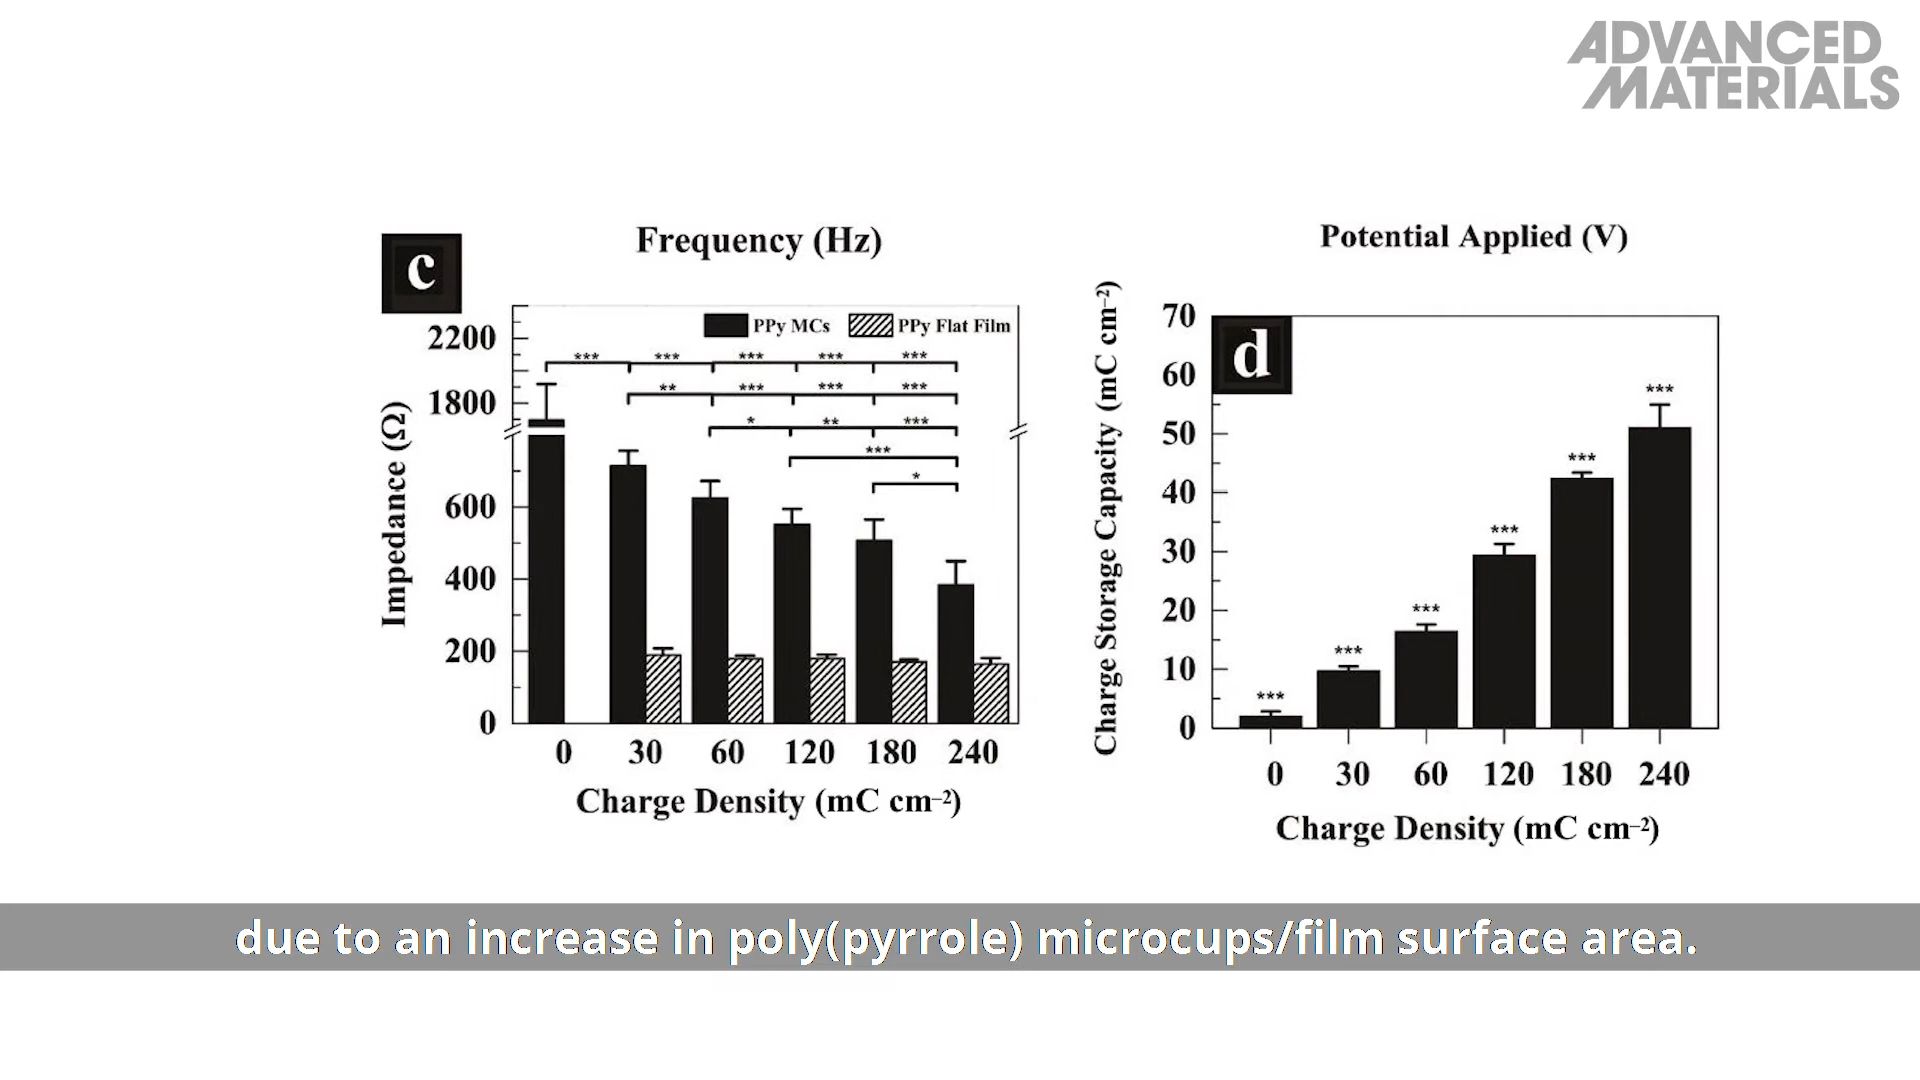 ADVANCED
MATERIALS
Frequency (Hz)
Potential Applied (V)
c
PPy MCs
PPy Flat Film
2200
1800
600
400
200
0
*** *** *** *** ***
** *** *** ***
* ** ***
***
*
Impedance (Ω)
0 30 60 120 180 240
Charge Density (mC cm⁻²)
d
70
60
50
40
30
20
10
0
Charge Storage Capacity (mC cm⁻²)
*** *** *** *** *** ***
0 30 60 120 180 240
Charge Density (mC cm⁻²)
due to an increase in poly(pyrrole) microcups/film surface area.